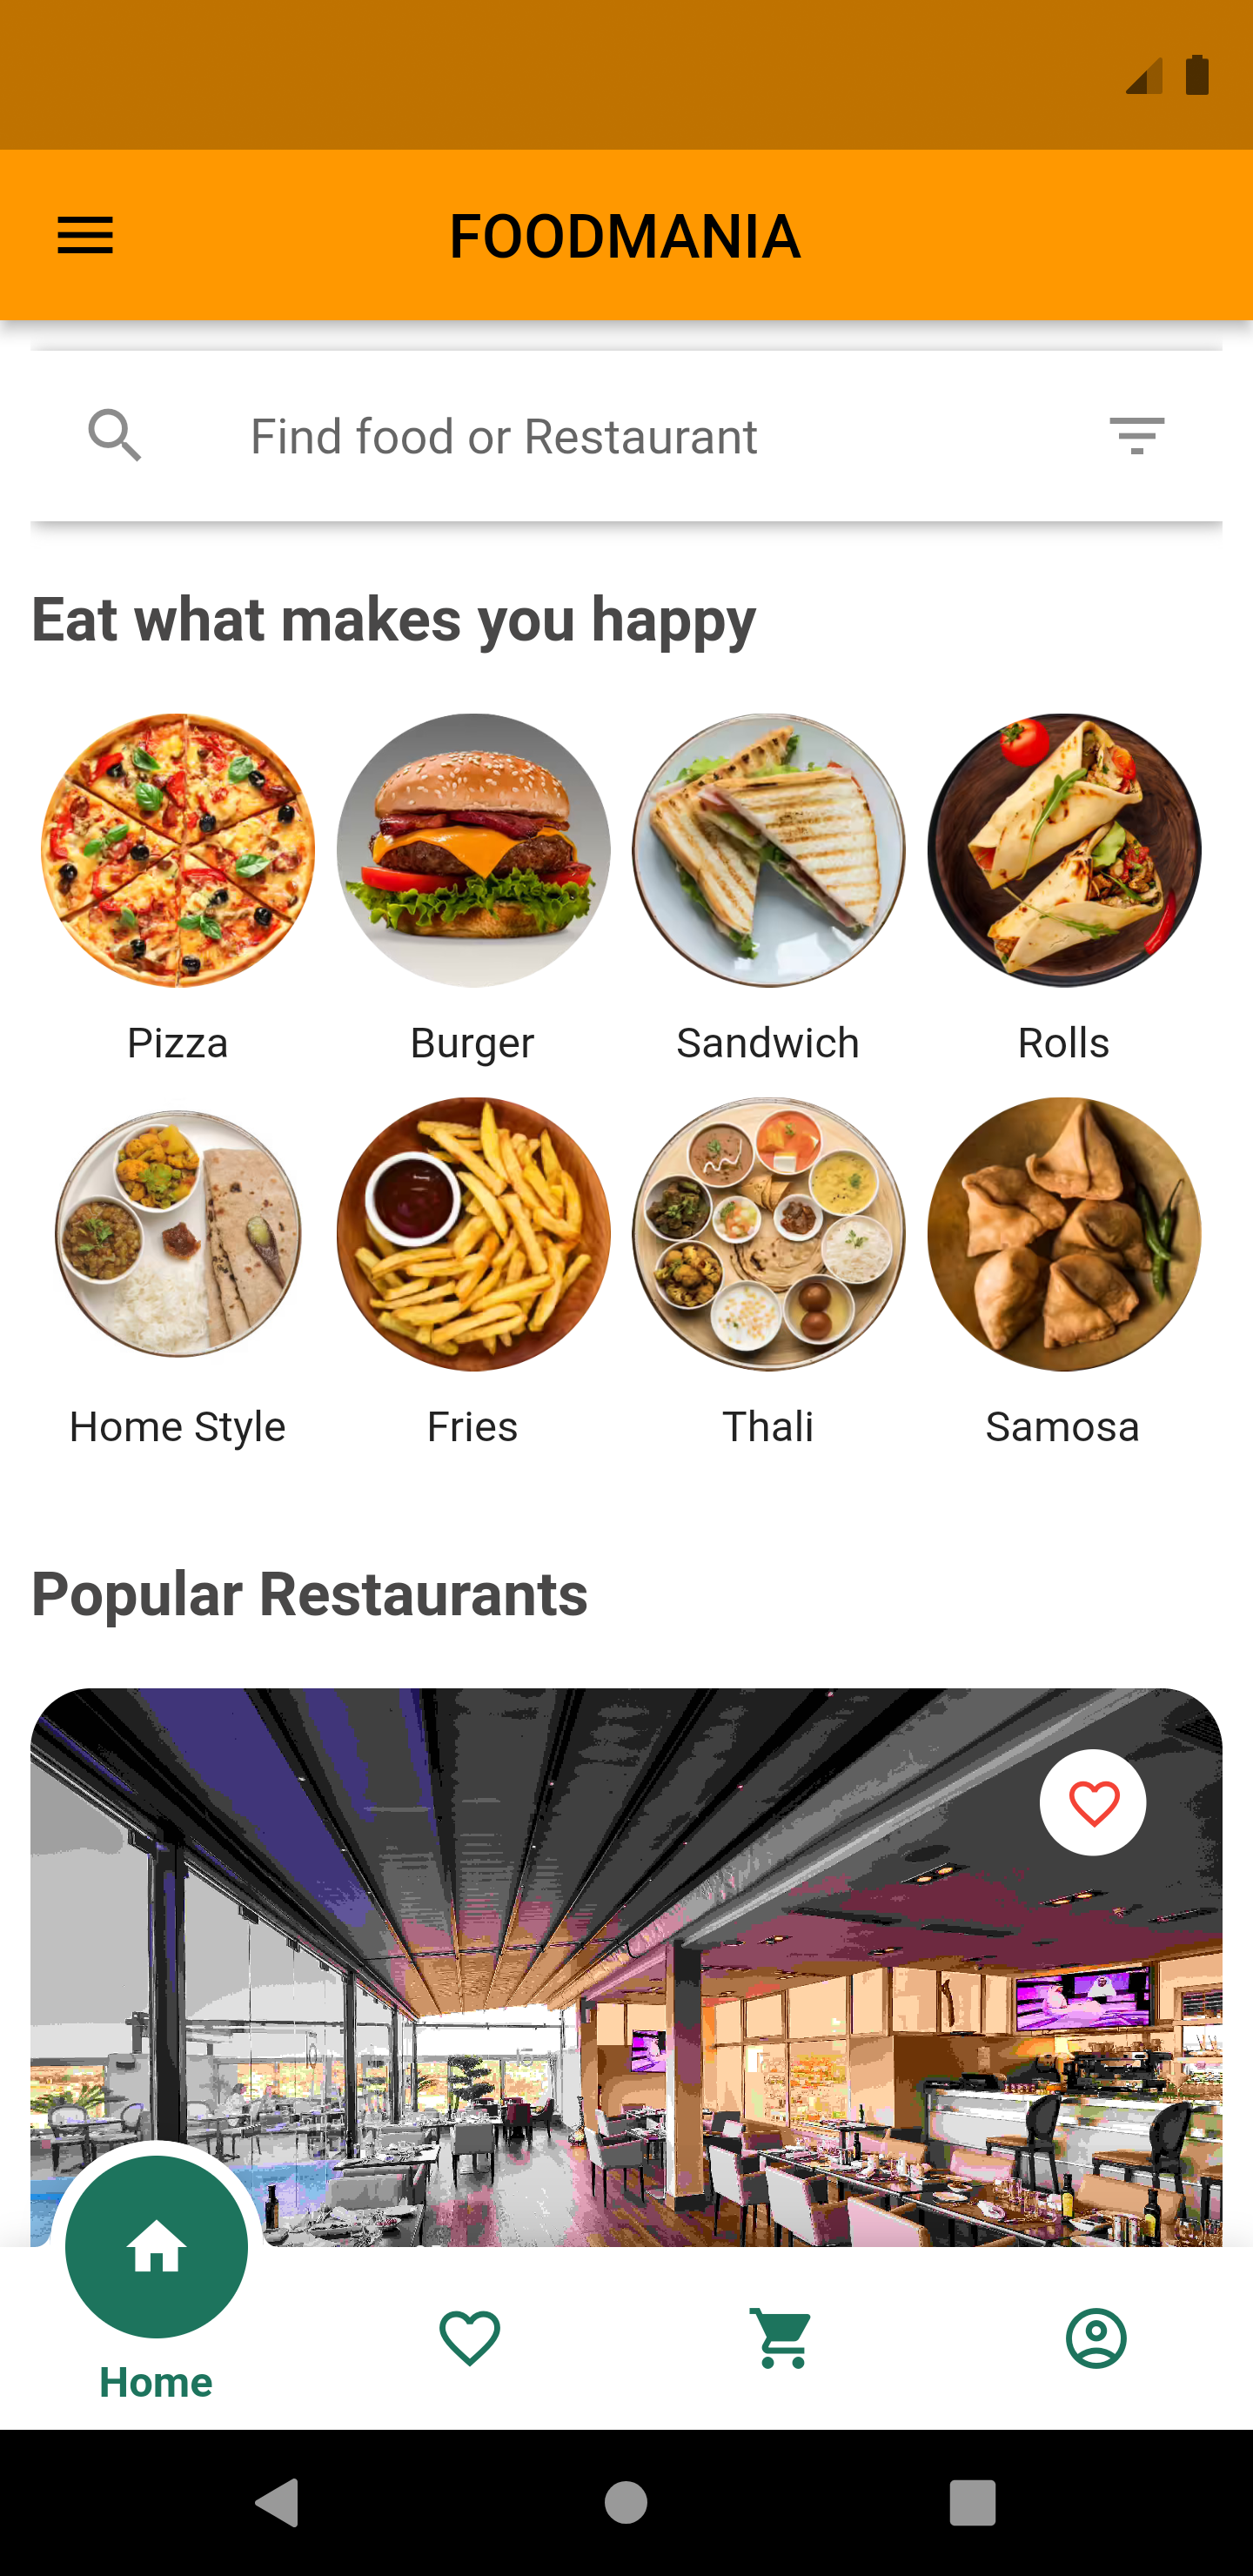 FOODMANIA
Find food or Restaurant
Eat what makes you happy
Pizza
Burger
Sandwich
Rolls
Home Style
Fries
Thali
Samosa
Popular Restaurants
Home